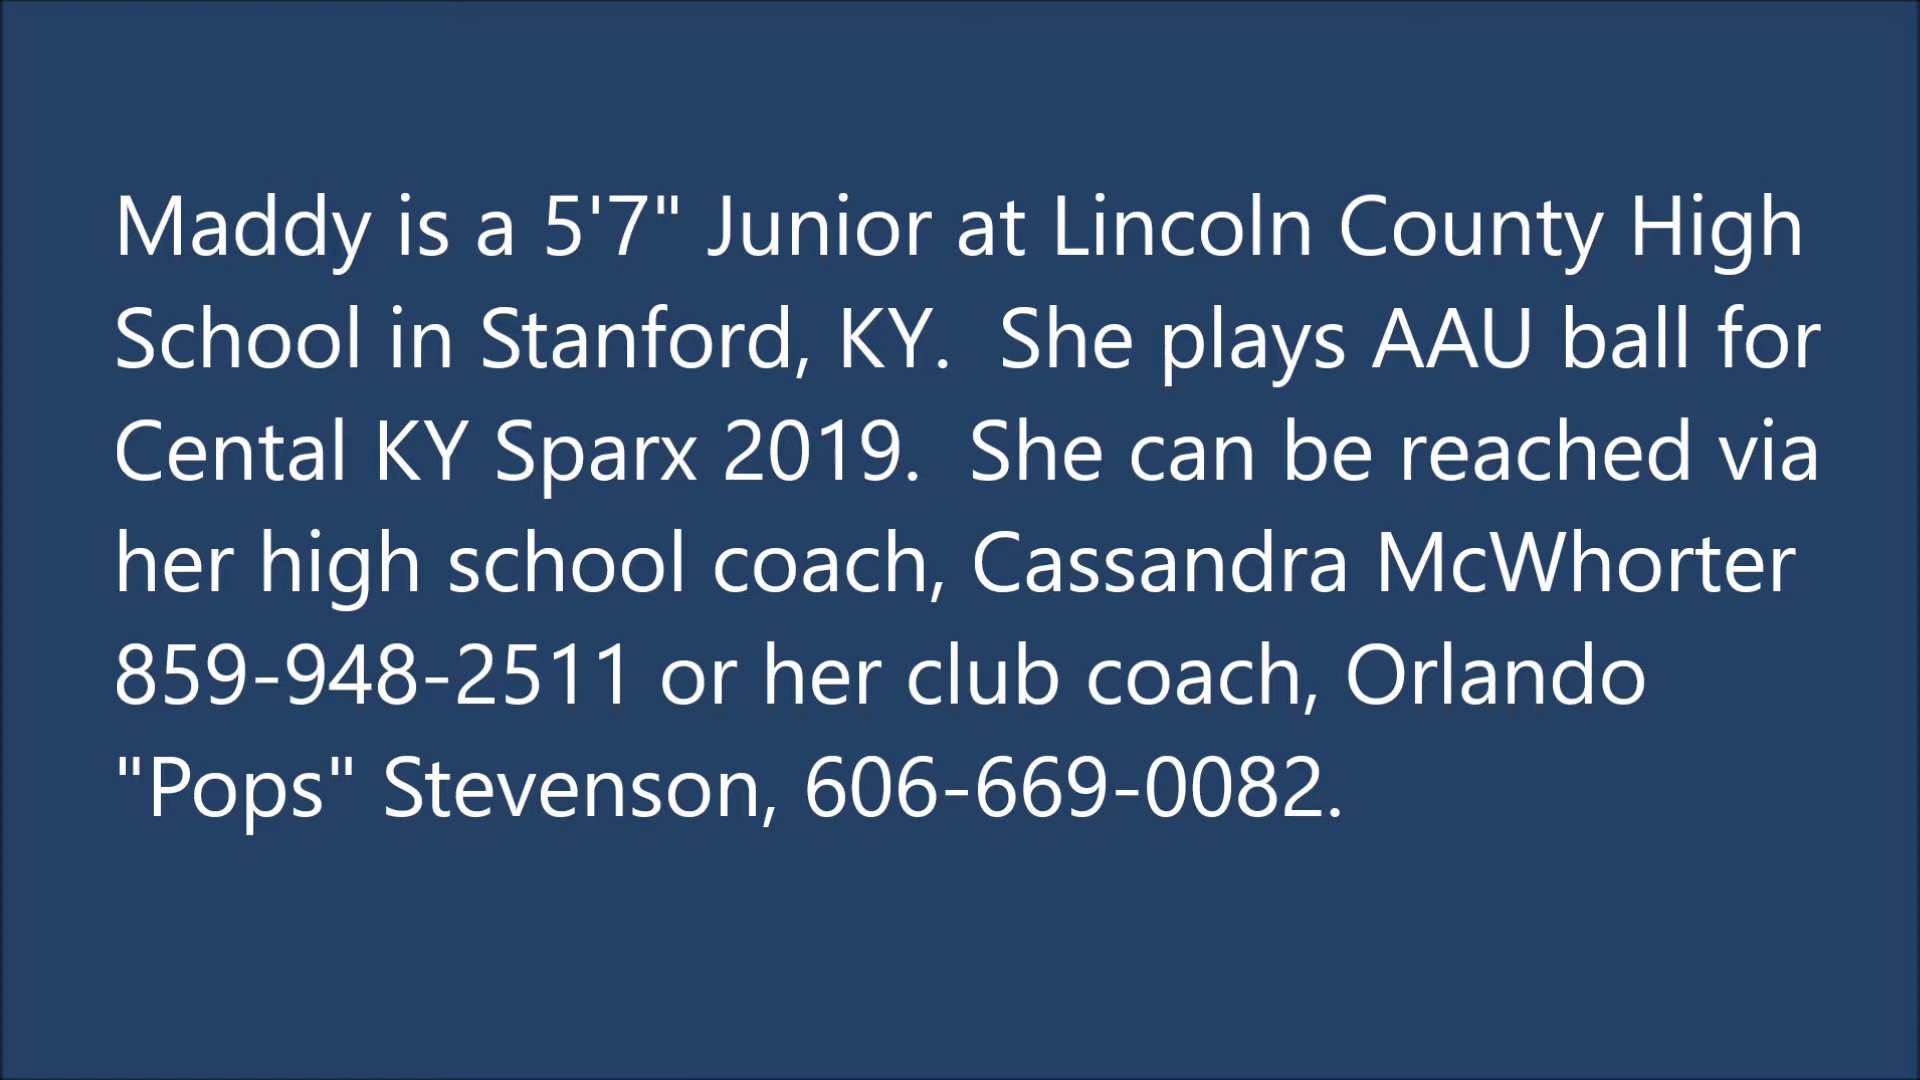 Maddy is a 5'7" Junior at Lincoln County High
School in Stanford, KY.  She plays AAU ball for
Cental KY Sparx 2019.  She can be reached via
her high school coach, Cassandra McWhorter
859-948-2511 or her club coach, Orlando
"Pops" Stevenson, 606-669-0082.